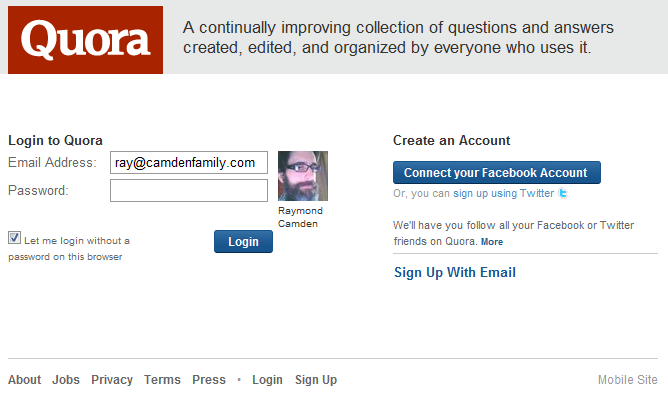 Quora
A continually improving collection of questions and answers
created, edited, and organized by everyone who uses it.
Login to Quora
Email Address: ray@camdenfamily.com
Password:
Raymond
Camden
Let me login without a
password on this browser
Login
Create an Account
Connect your Facebook Account
Or, you can sign up using Twitter
We'll have you follow all your Facebook or Twitter
friends on Quora. More
Sign Up With Email
About Jobs Privacy Terms Press • Login Sign Up Mobile Site